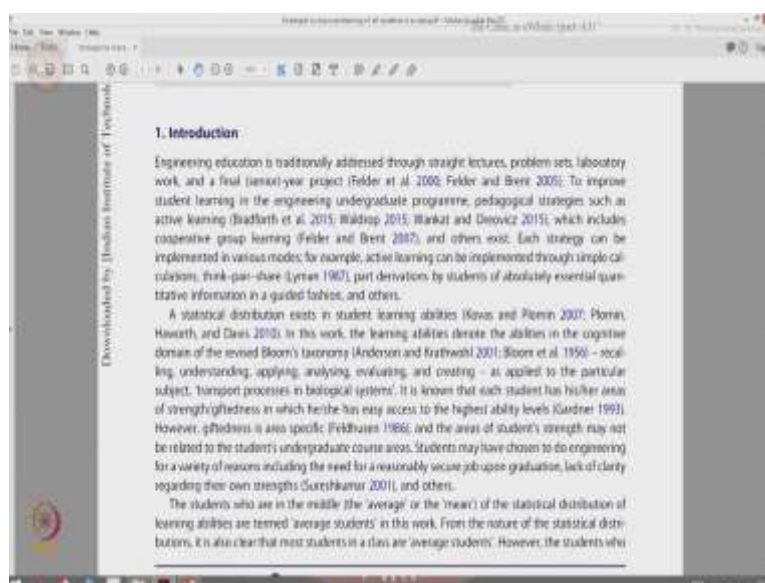 Downloaded by [Indian Institute of Technolo
1. Introduction
Engineering education is traditionally addressed through straight lectures, problem sets, laboratory
work, and a final (senior)-year project (Felder et al. 2000; Felder and Brent 2005). To improve
student learning in the engineering undergraduate programme, pedagogical strategies such as
active learning (Bradforth et al. 2015; Waldrop 2015; Wankat and Oreovicz 2015), which includes
cooperative group learning (Felder and Brent 2007), and others exist. Each strategy can be
implemented in various modes; for example, active learning can be implemented through simple cal-
culations, think–pair–share (Lyman 1987), part derivations by students of absolutely essential quan-
titative information in a guided fashion, and others.
A statistical distribution exists in student learning abilities (Kovas and Plomin 2007; Plomin,
Haworth, and Davis 2010). In this work, the learning abilities denote the abilities in the cognitive
domain of the revised Bloom's taxonomy (Anderson and Krathwohl 2001; Bloom et al. 1956) – recal-
ling, understanding, applying, analysing, evaluating, and creating – as applied to the particular
subject, 'transport processes in biological systems'. It is known that each student has his/her areas
of strength/giftedness in which he/she has easy access to the highest ability levels (Gardner 1993).
However, giftedness is area specific (Feldhusen 1986), and the areas of student's strength may not
be related to the student's undergraduate course areas. Students may have chosen to do engineering
for a variety of reasons including the need for a reasonably secure job upon graduation, lack of clarity
regarding their own strengths (Sureshkumar 2001), and others.
The students who are in the middle (the 'average' or the 'mean') of the statistical distribution of
learning abilities are termed 'average students' in this work. From the nature of the statistical distri-
butions, it is also clear that most students in a class are 'average students'. However, the students who